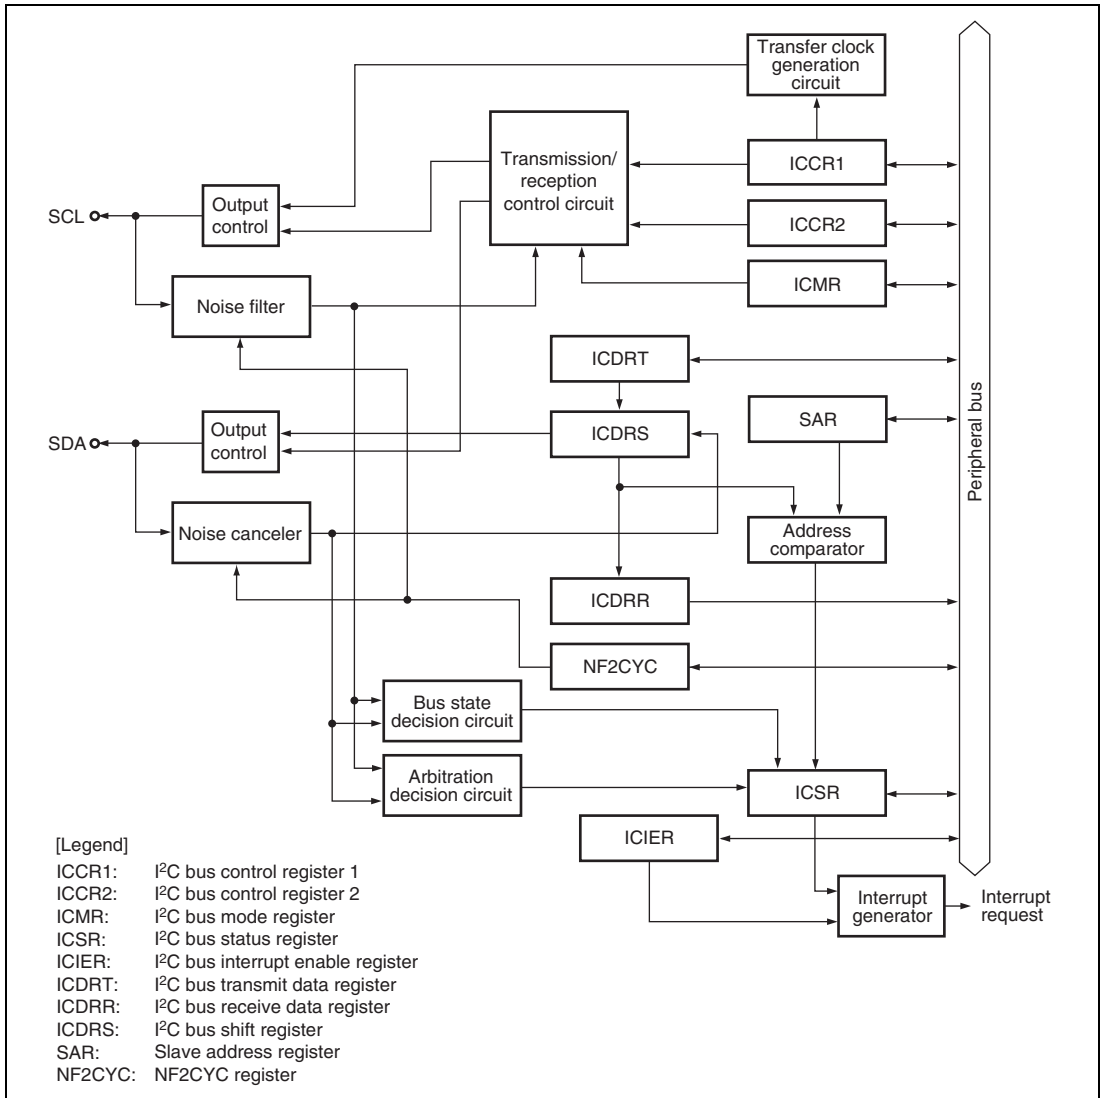 Transfer clock
generation
circuit
Transmission/
reception
control circuit
ICCR1
SCL
Output
control
ICCR2
ICMR
Noise filter
ICDRT
Peripheral bus
SDA
Output
control
ICDRS
SAR
Noise canceler
Address
comparator
ICDRR
NF2CYC
Bus state
decision circuit
Arbitration
decision circuit
ICSR
ICIER
Interrupt
generator
Interrupt
request
[Legend]
ICCR1: I²C bus control register 1
ICCR2: I²C bus control register 2
ICMR: I²C bus mode register
ICSR: I²C bus status register
ICIER: I²C bus interrupt enable register
ICDRT: I²C bus transmit data register
ICDRR: I²C bus receive data register
ICDRS: I²C bus shift register
SAR: Slave address register
NF2CYC: NF2CYC register